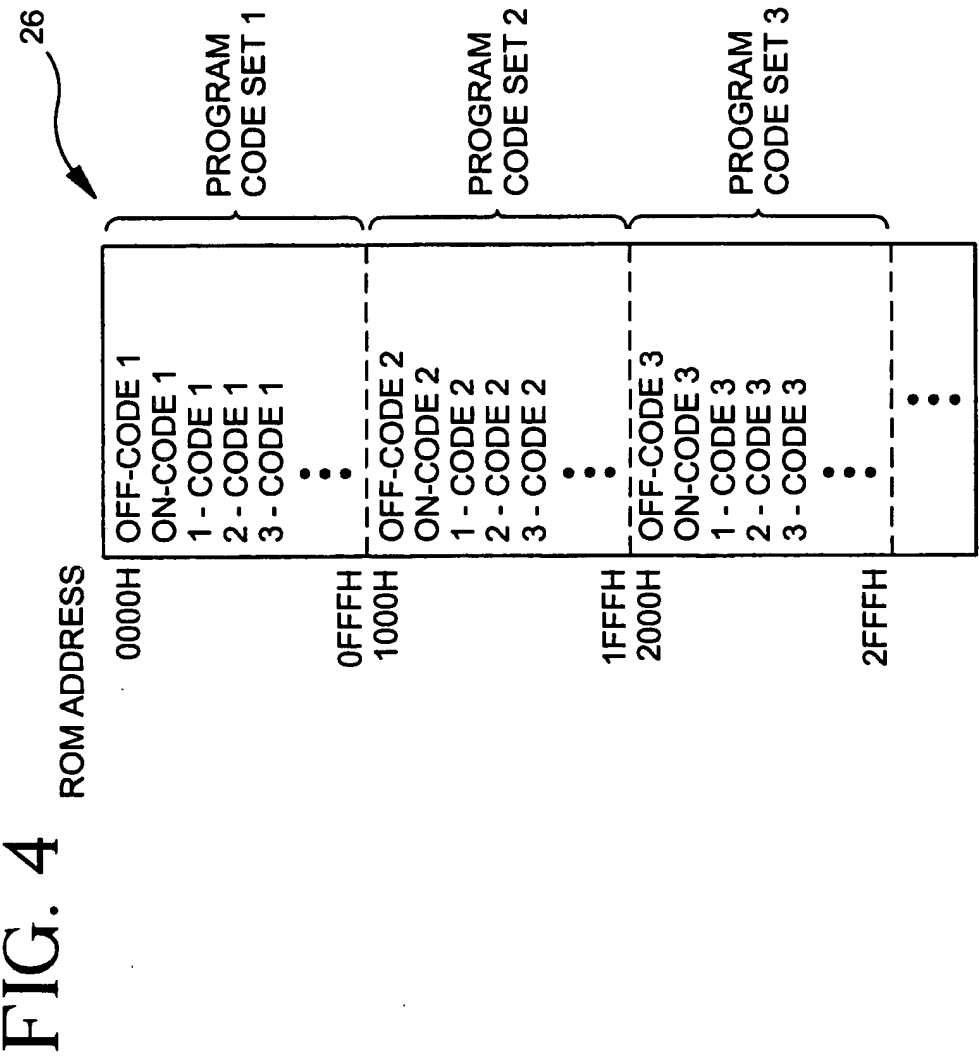 FIG. 4
26
ROM ADDRESS
0000H
OFF-CODE 1
ON-CODE 1
1 - CODE 1
2 - CODE 1
3 - CODE 1
•••
0FFFH
PROGRAM
CODE SET 1
1000H
OFF-CODE 2
ON-CODE 2
1 - CODE 2
2 - CODE 2
3 - CODE 2
•••
1FFFH
PROGRAM
CODE SET 2
2000H
OFF-CODE 3
ON-CODE 3
1 - CODE 3
2 - CODE 3
3 - CODE 3
•••
2FFFH
PROGRAM
CODE SET 3
•••